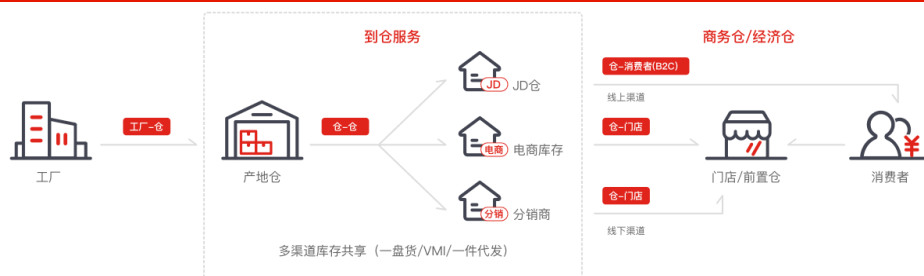 到仓服务
商务仓/经济仓
工厂-仓
仓-仓
JD
JD仓
电商
电商库存
分销
分销商
仓-消费者(B2C)
线上渠道
仓-门店
仓-门店
线下渠道
工厂
产地仓
门店/前置仓
消费者
多渠道库存共享（一盘货/VMI/一件代发）